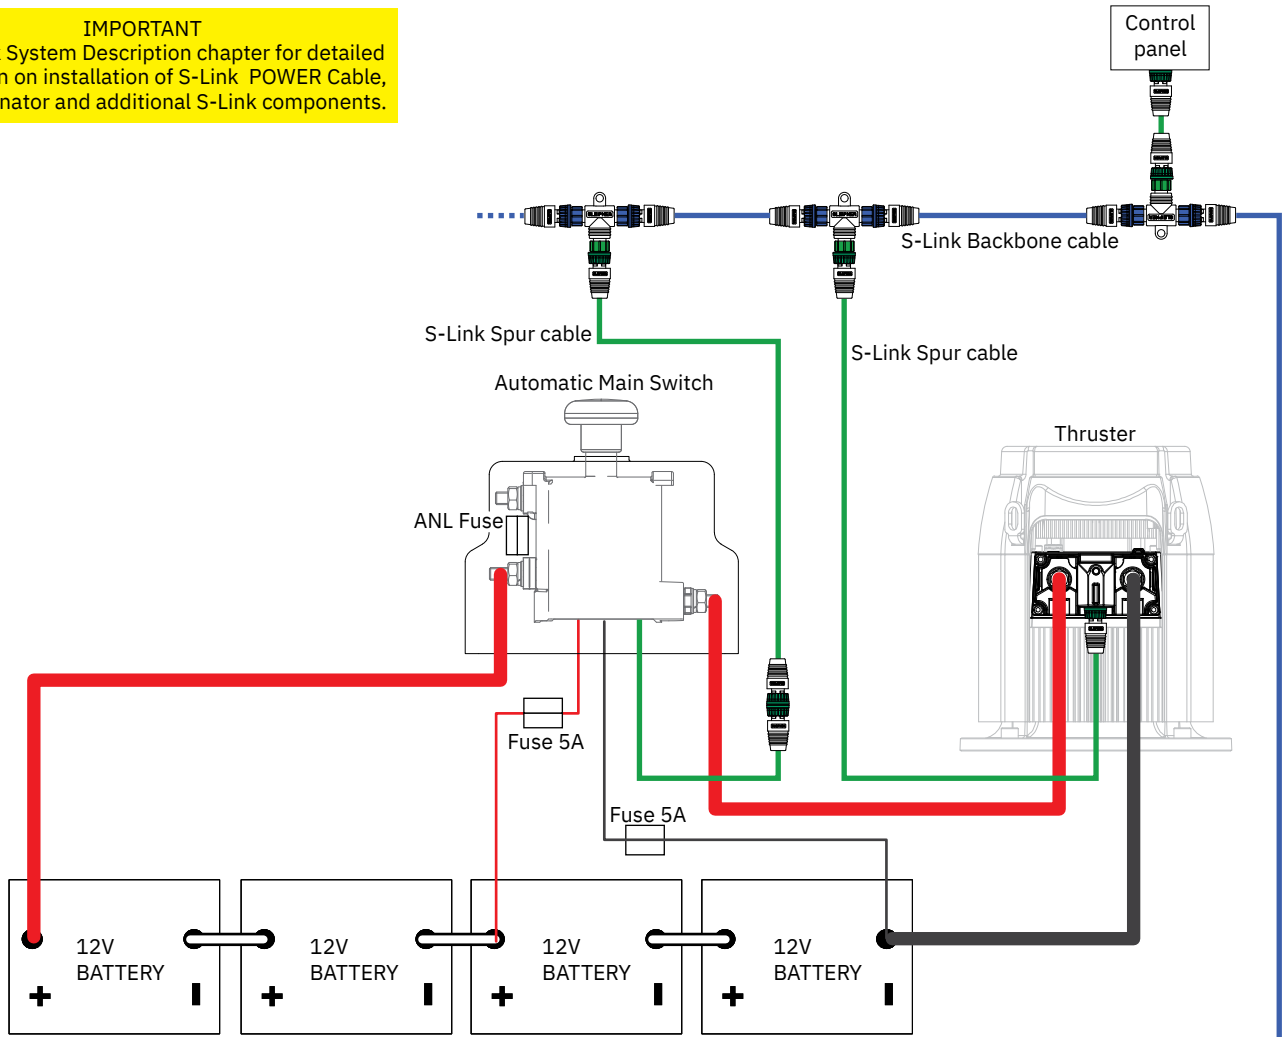 IMPORTANT
System Description chapter for detailed
on installation of S-Link POWER Cable,
and additional S-Link components.
Control
panel
S-Link Backbone cable
S-Link Spur cable
S-Link Spur cable
Automatic Main Switch
Thruster
ANL Fuse
Fuse 5A
Fuse 5A
12V
BATTERY
+
-
12V
BATTERY
+
-
12V
BATTERY
+
-
12V
BATTERY
+
-